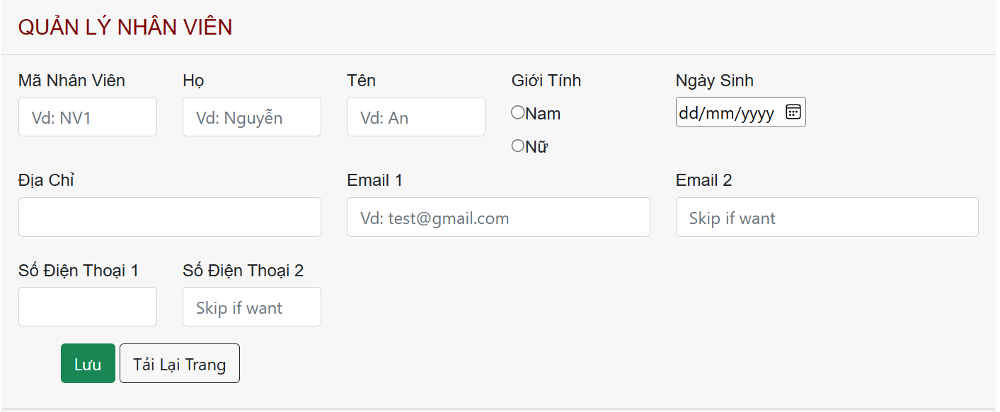 QUẢN LÝ NHÂN VIÊN
Mã Nhân Viên Họ Tên Giới Tính Ngày Sinh
Vd: NV1 Vd: Nguyễn Vd: An Nam dd/mm/yyyy
Nữ
Địa Chỉ Email 1 Email 2
Vd: test@gmail.com Skip if want
Số Điện Thoại 1 Số Điện Thoại 2
Skip if want
Lưu Tải Lại Trang